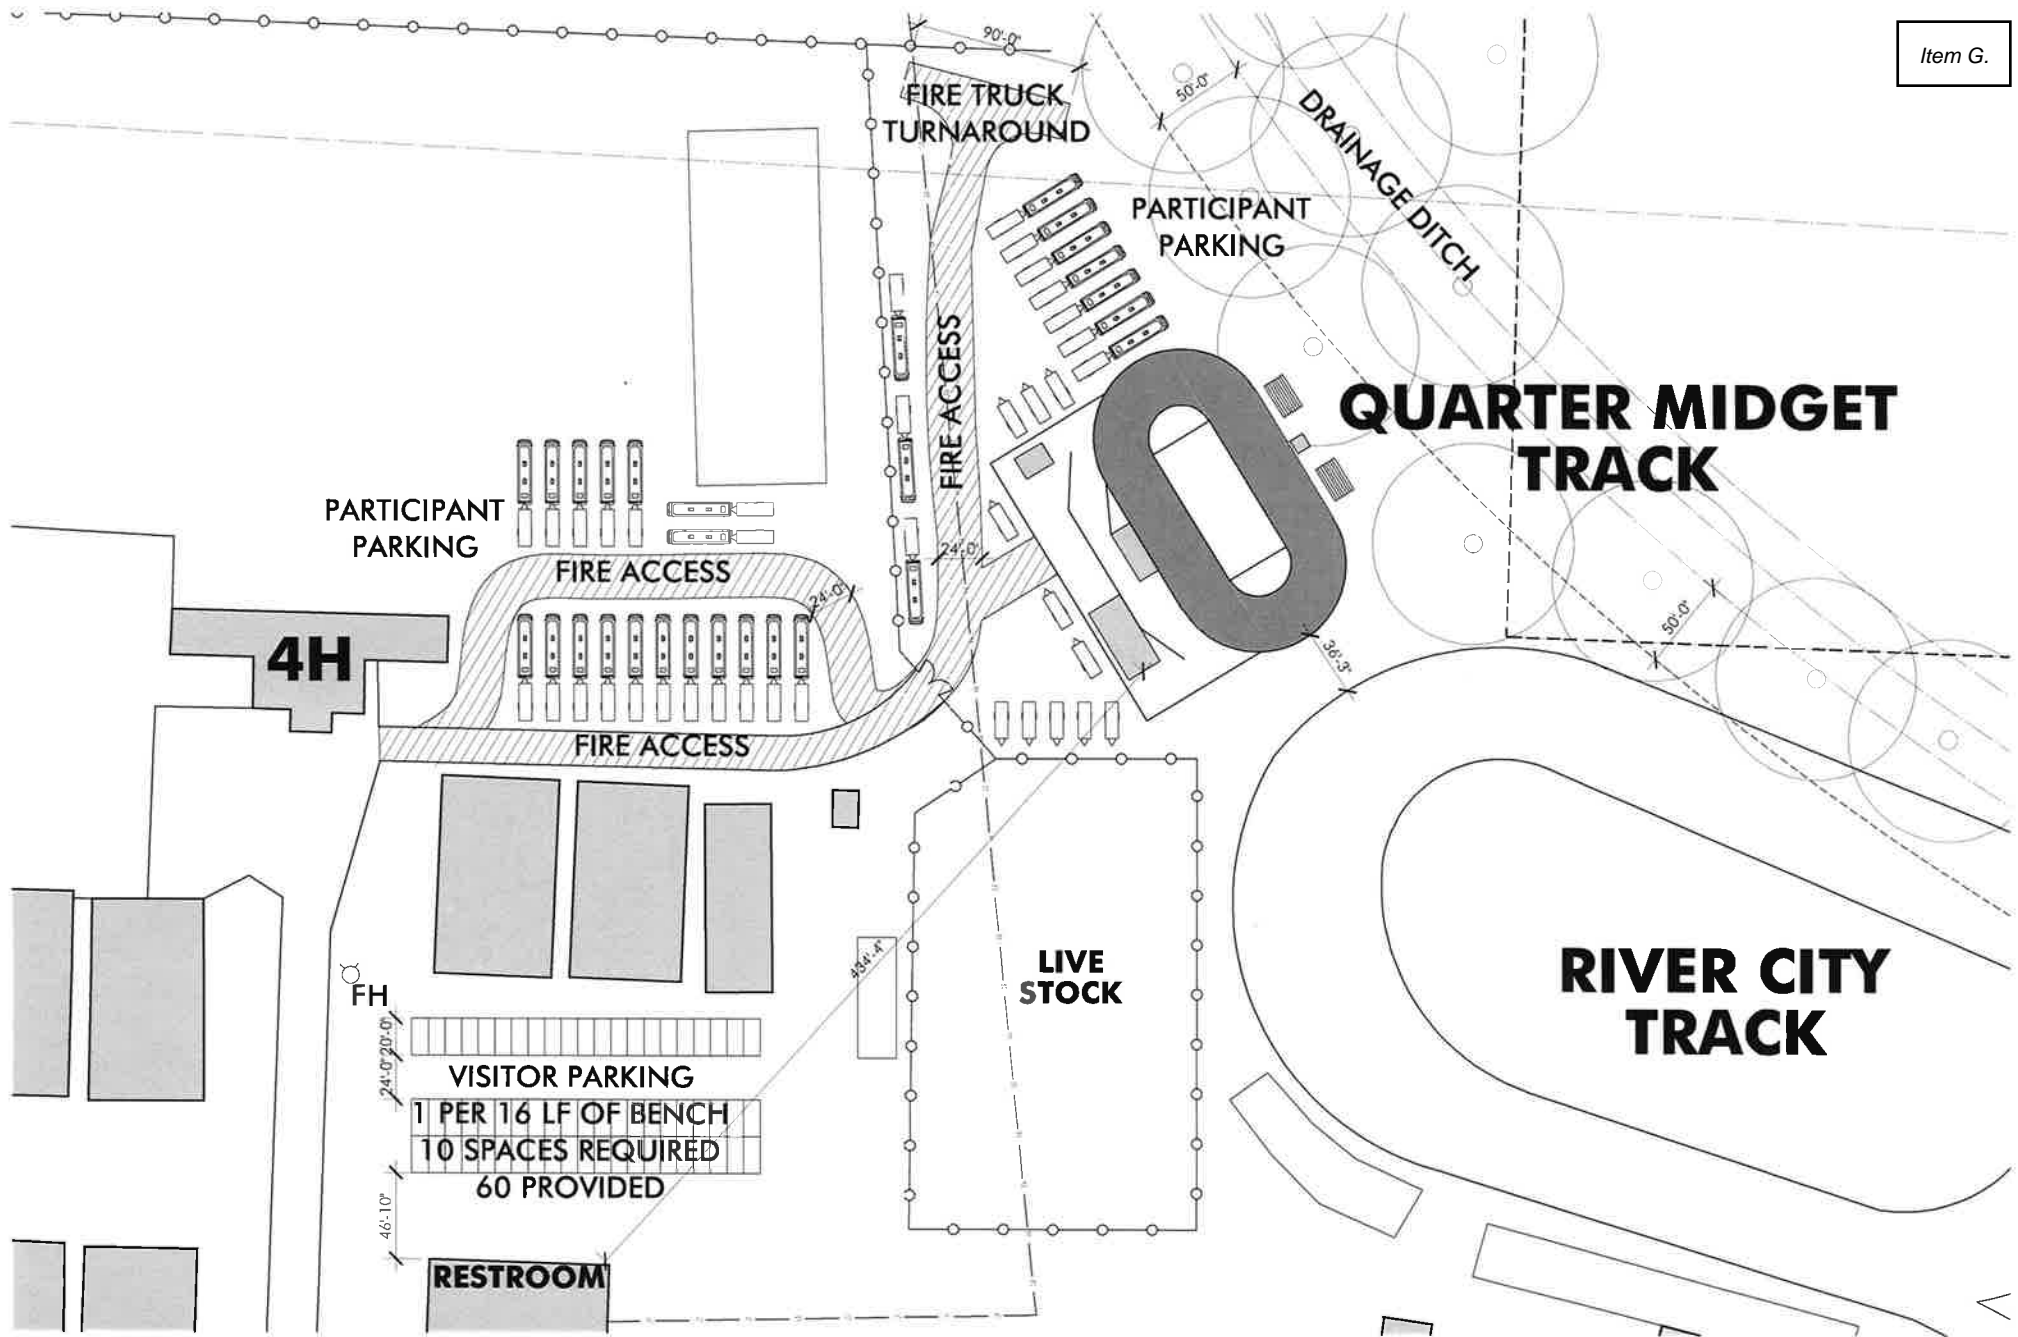 Item G.
90'-0"
FIRE TRUCK
TURNAROUND
50'-0"
DRAINAGE DITCH
PARTICIPANT
PARKING
FIRE ACCESS
QUARTER MIDGET
TRACK
PARTICIPANT
PARKING
FIRE ACCESS
24'-0"
24'-0"
4H
36'-3"
50'-0"
FIRE ACCESS
LIVE
STOCK
434'-4"
RIVER CITY
TRACK
FH
20'-0"
24'-0"
VISITOR PARKING
1 PER 16 LF OF BENCH
10 SPACES REQUIRED
60 PROVIDED
46'-10"
RESTROOM